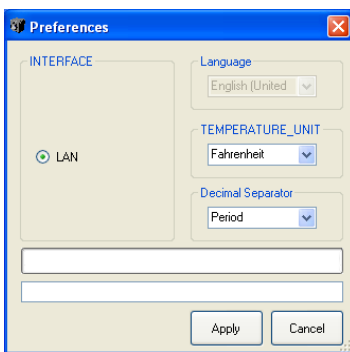 Preferences
INTERFACE
LAN
Language
English (United
TEMPERATURE_UNIT
Fahrenheit
Decimal Separator
Period
Apply
Cancel